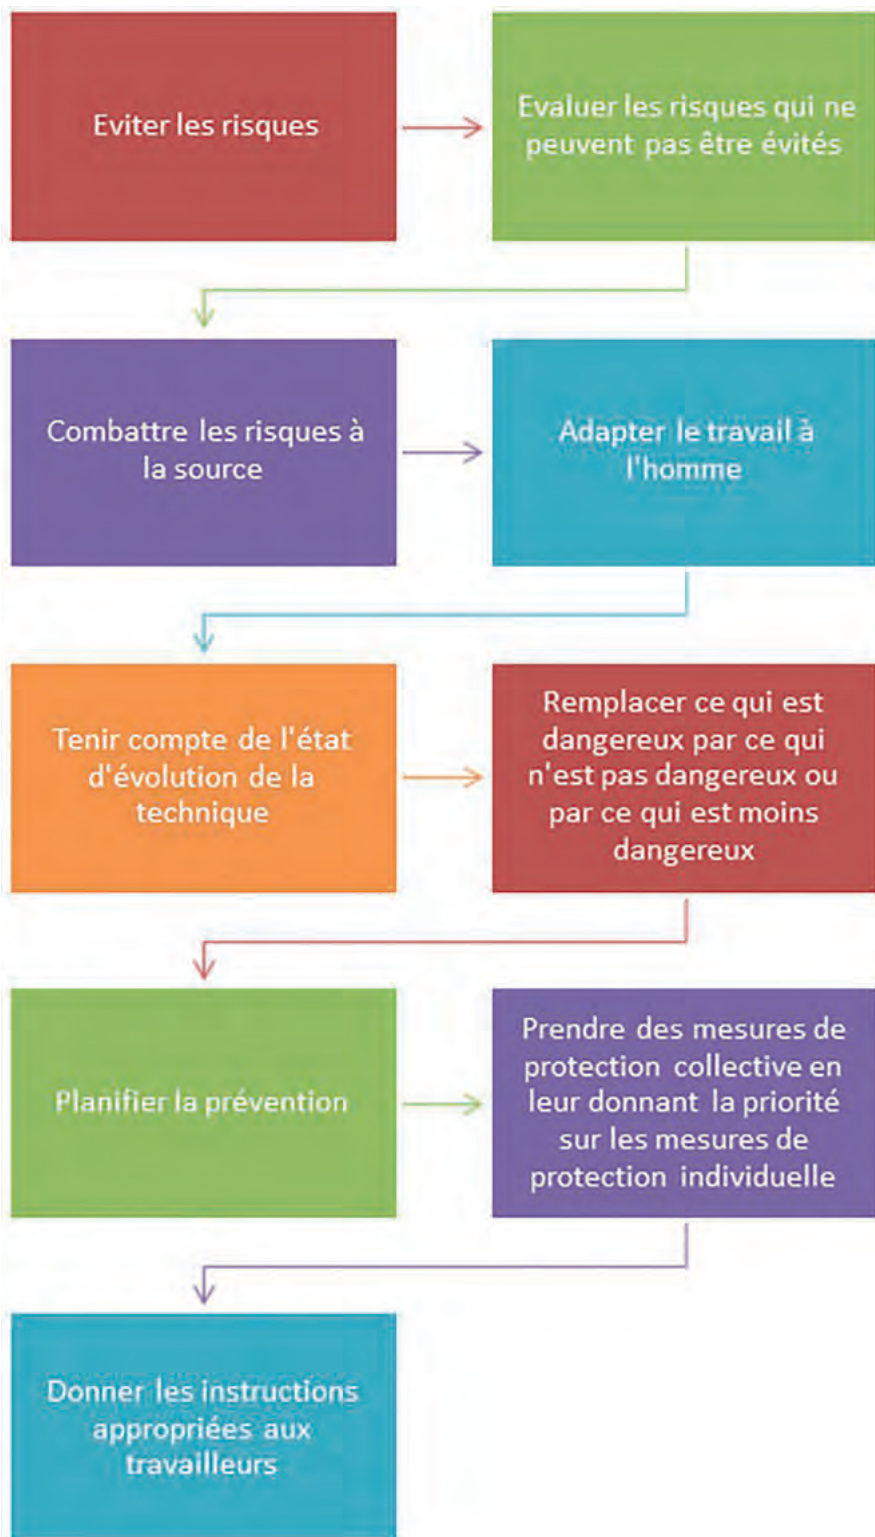 Eviter les risques
Evaluer les risques qui ne
peuvent pas être évités
Combattre les risques à
la source
Adapter le travail à
l'homme
Tenir compte de l'état
d'évolution de la
technique
Remplacer ce qui est
dangereux par ce qui
n'est pas dangereux ou
par ce qui est moins
dangereux
Planifier la prévention
Prendre des mesures de
protection collective en
leur donnant la priorité
sur les mesures de
protection individuelle
Donner les instructions
appropriées aux
travailleurs